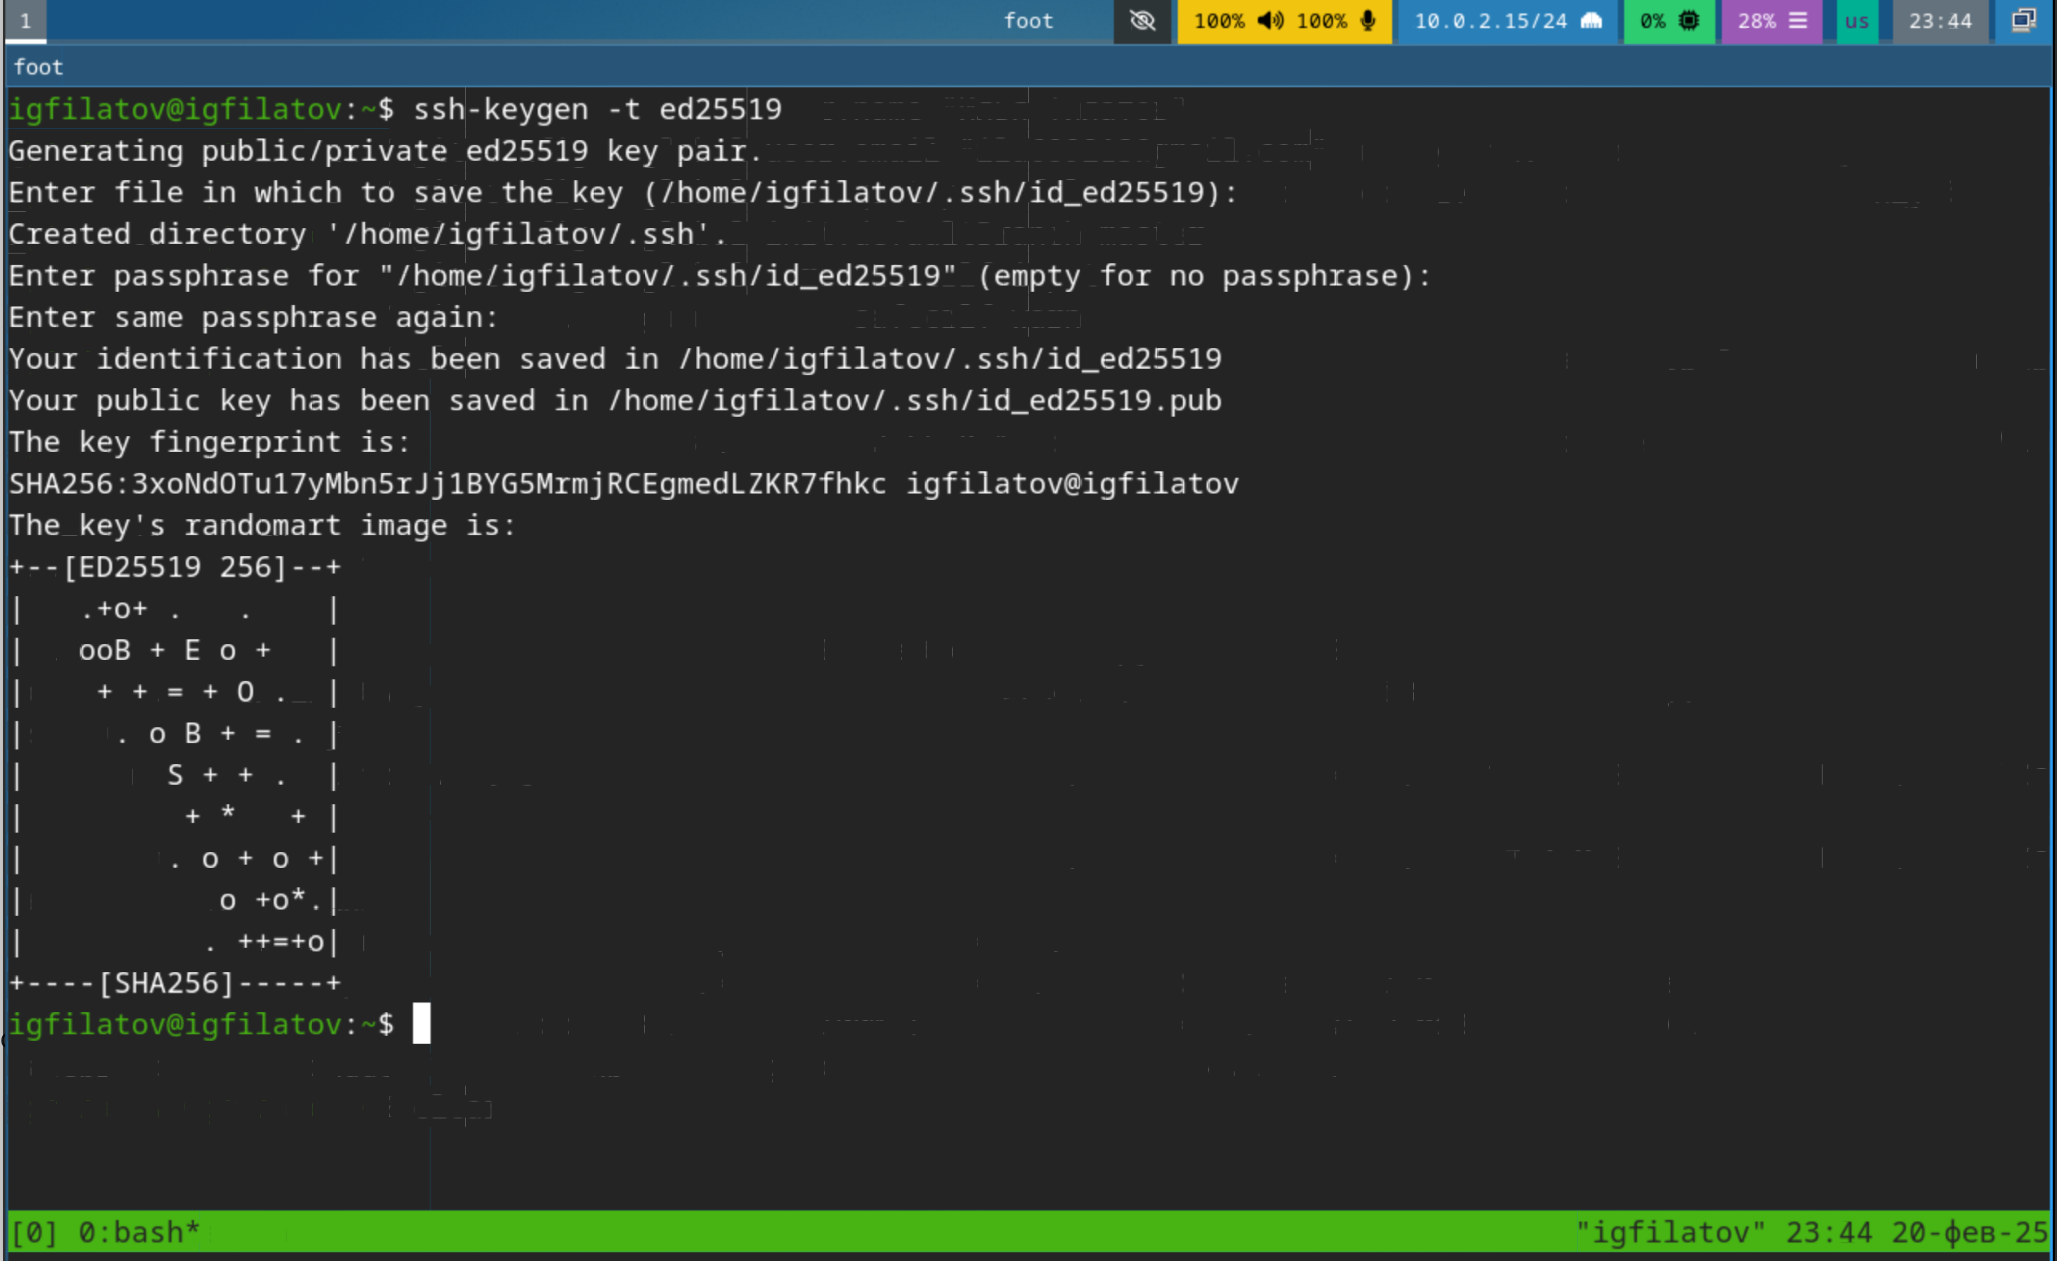 1 foot 100% 100% 10.0.2.15/24 0% 28% us 23:44
foot
igfilatov@igfilatov:~$ ssh-keygen -t ed25519
Generating public/private ed25519 key pair.
Enter file in which to save the key (/home/igfilatov/.ssh/id_ed25519):
Created directory '/home/igfilatov/.ssh'.
Enter passphrase for "/home/igfilatov/.ssh/id_ed25519" (empty for no passphrase):
Enter same passphrase again:
Your identification has been saved in /home/igfilatov/.ssh/id_ed25519
Your public key has been saved in /home/igfilatov/.ssh/id_ed25519.pub
The key fingerprint is:
SHA256:3xoNdOTu17yMbn5rJj1BYG5MrmjRCEgmedLZKR7fhkc igfilatov@igfilatov
The key's randomart image is:
+--[ED25519 256]--+
|   .+o+ .   .    |
|   ooB + E o +   |
|    + + = + O .  |
|     . o B + = . |
|        S + + .  |
|         + *   + |
|        . o + o +|
|           o +o*.|
|          . ++=+o|
+----[SHA256]-----+
igfilatov@igfilatov:~$
[0] 0:bash* "igfilatov" 23:44 20-фев-25